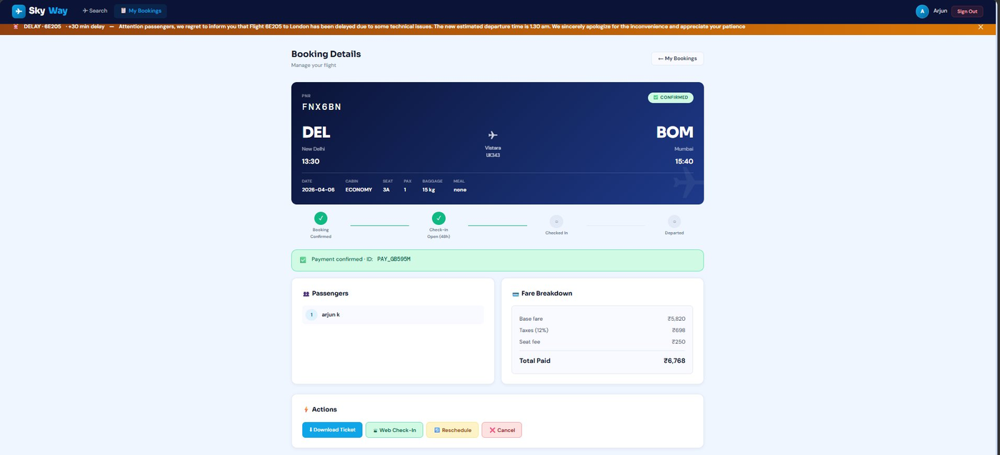 Sky Way
Search
My Bookings
A
Arjun
Sign Out
DELAY · 6E205 · +30 min delay — Attention passengers, we regret to inform you that Flight 6E205 to London has been delayed due to some technical issues. The new estimated departure time is 1.30 am. We sincerely apologize for the inconvenience and appreciate your patience
Booking Details
Manage your flight
← My Bookings
PNR
FNX6BN
CONFIRMED
DEL
BOM
New Delhi
Vistara
Mumbai
UK343
13:30
15:40
DATE CABIN SEAT PAX BAGGAGE MEAL
2026-04-06 ECONOMY 3A 1 15 kg none
Booking
Confirmed
Check-in
Open (48h)
Checked In
Departed
Payment confirmed · ID: PAY_GB595M
Passengers
1 arjun k
Fare Breakdown
Base fare ₹5,820
Taxes (12%) ₹698
Seat fee ₹250
Total Paid ₹6,768
Actions
Download Ticket
Web Check-In
Reschedule
Cancel